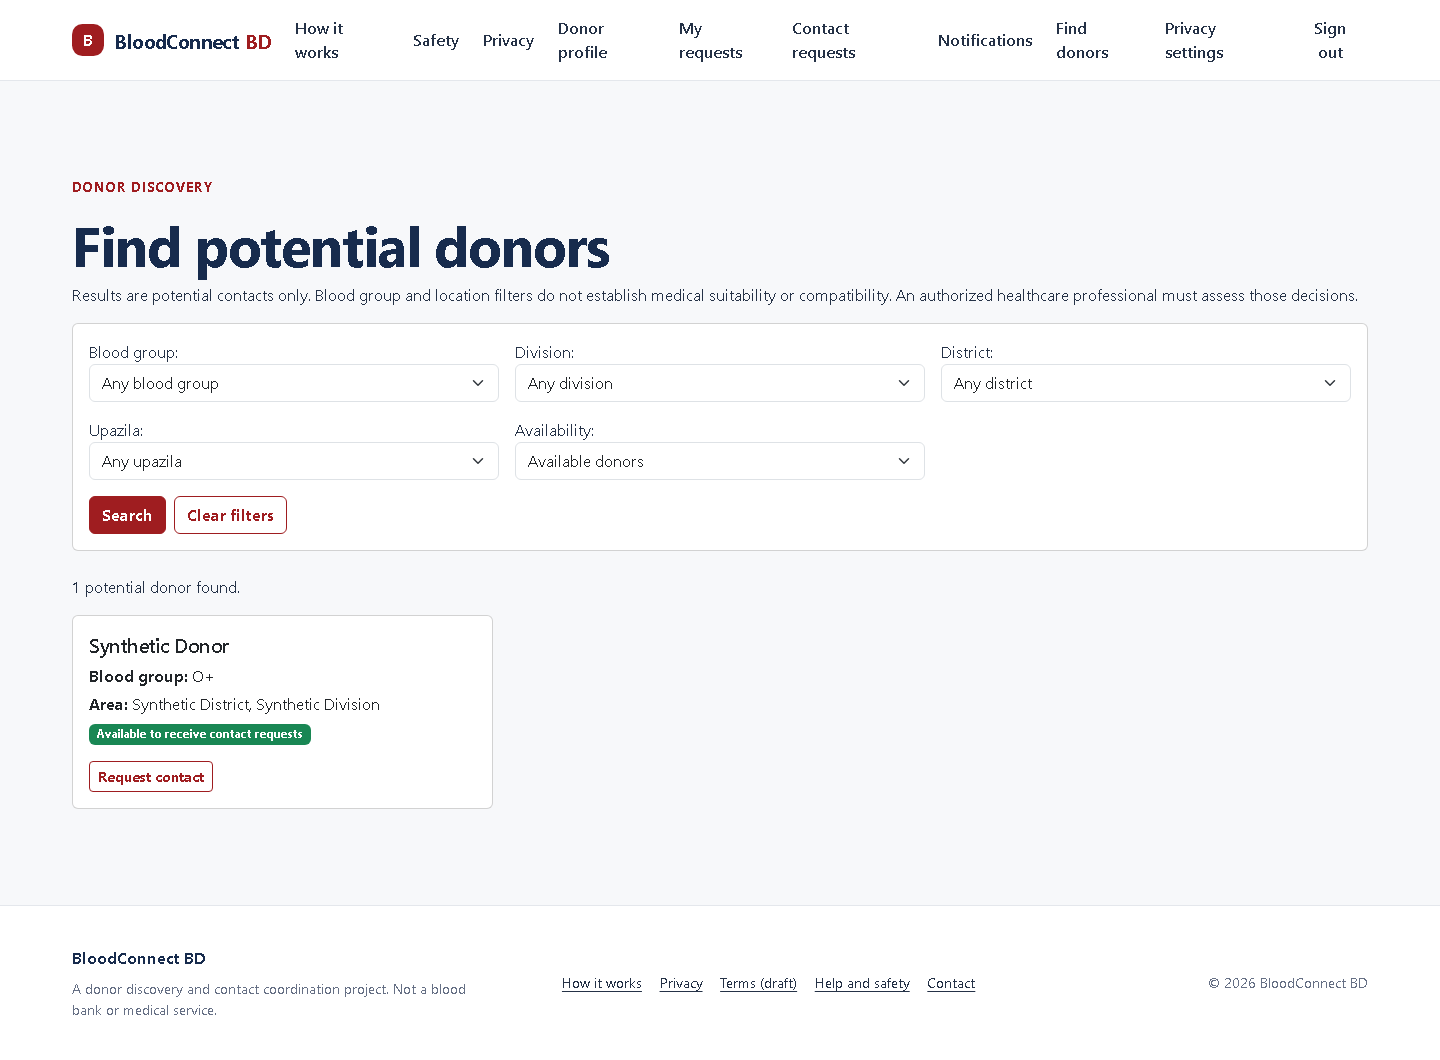 B BloodConnect BD
How it works
Safety
Privacy
Donor profile
My requests
Contact requests
Notifications
Find donors
Privacy settings
Sign out
DONOR DISCOVERY
Find potential donors
Results are potential contacts only. Blood group and location filters do not establish medical suitability or compatibility. An authorized healthcare professional must assess those decisions.
Blood group:
Any blood group
Division:
Any division
District:
Any district
Upazila:
Any upazila
Availability:
Available donors
Search
Clear filters
1 potential donor found.
Synthetic Donor
Blood group: O+
Area: Synthetic District, Synthetic Division
Available to receive contact requests
Request contact
BloodConnect BD
A donor discovery and contact coordination project. Not a blood
bank or medical service.
How it works Privacy Terms (draft) Help and safety Contact
© 2026 BloodConnect BD